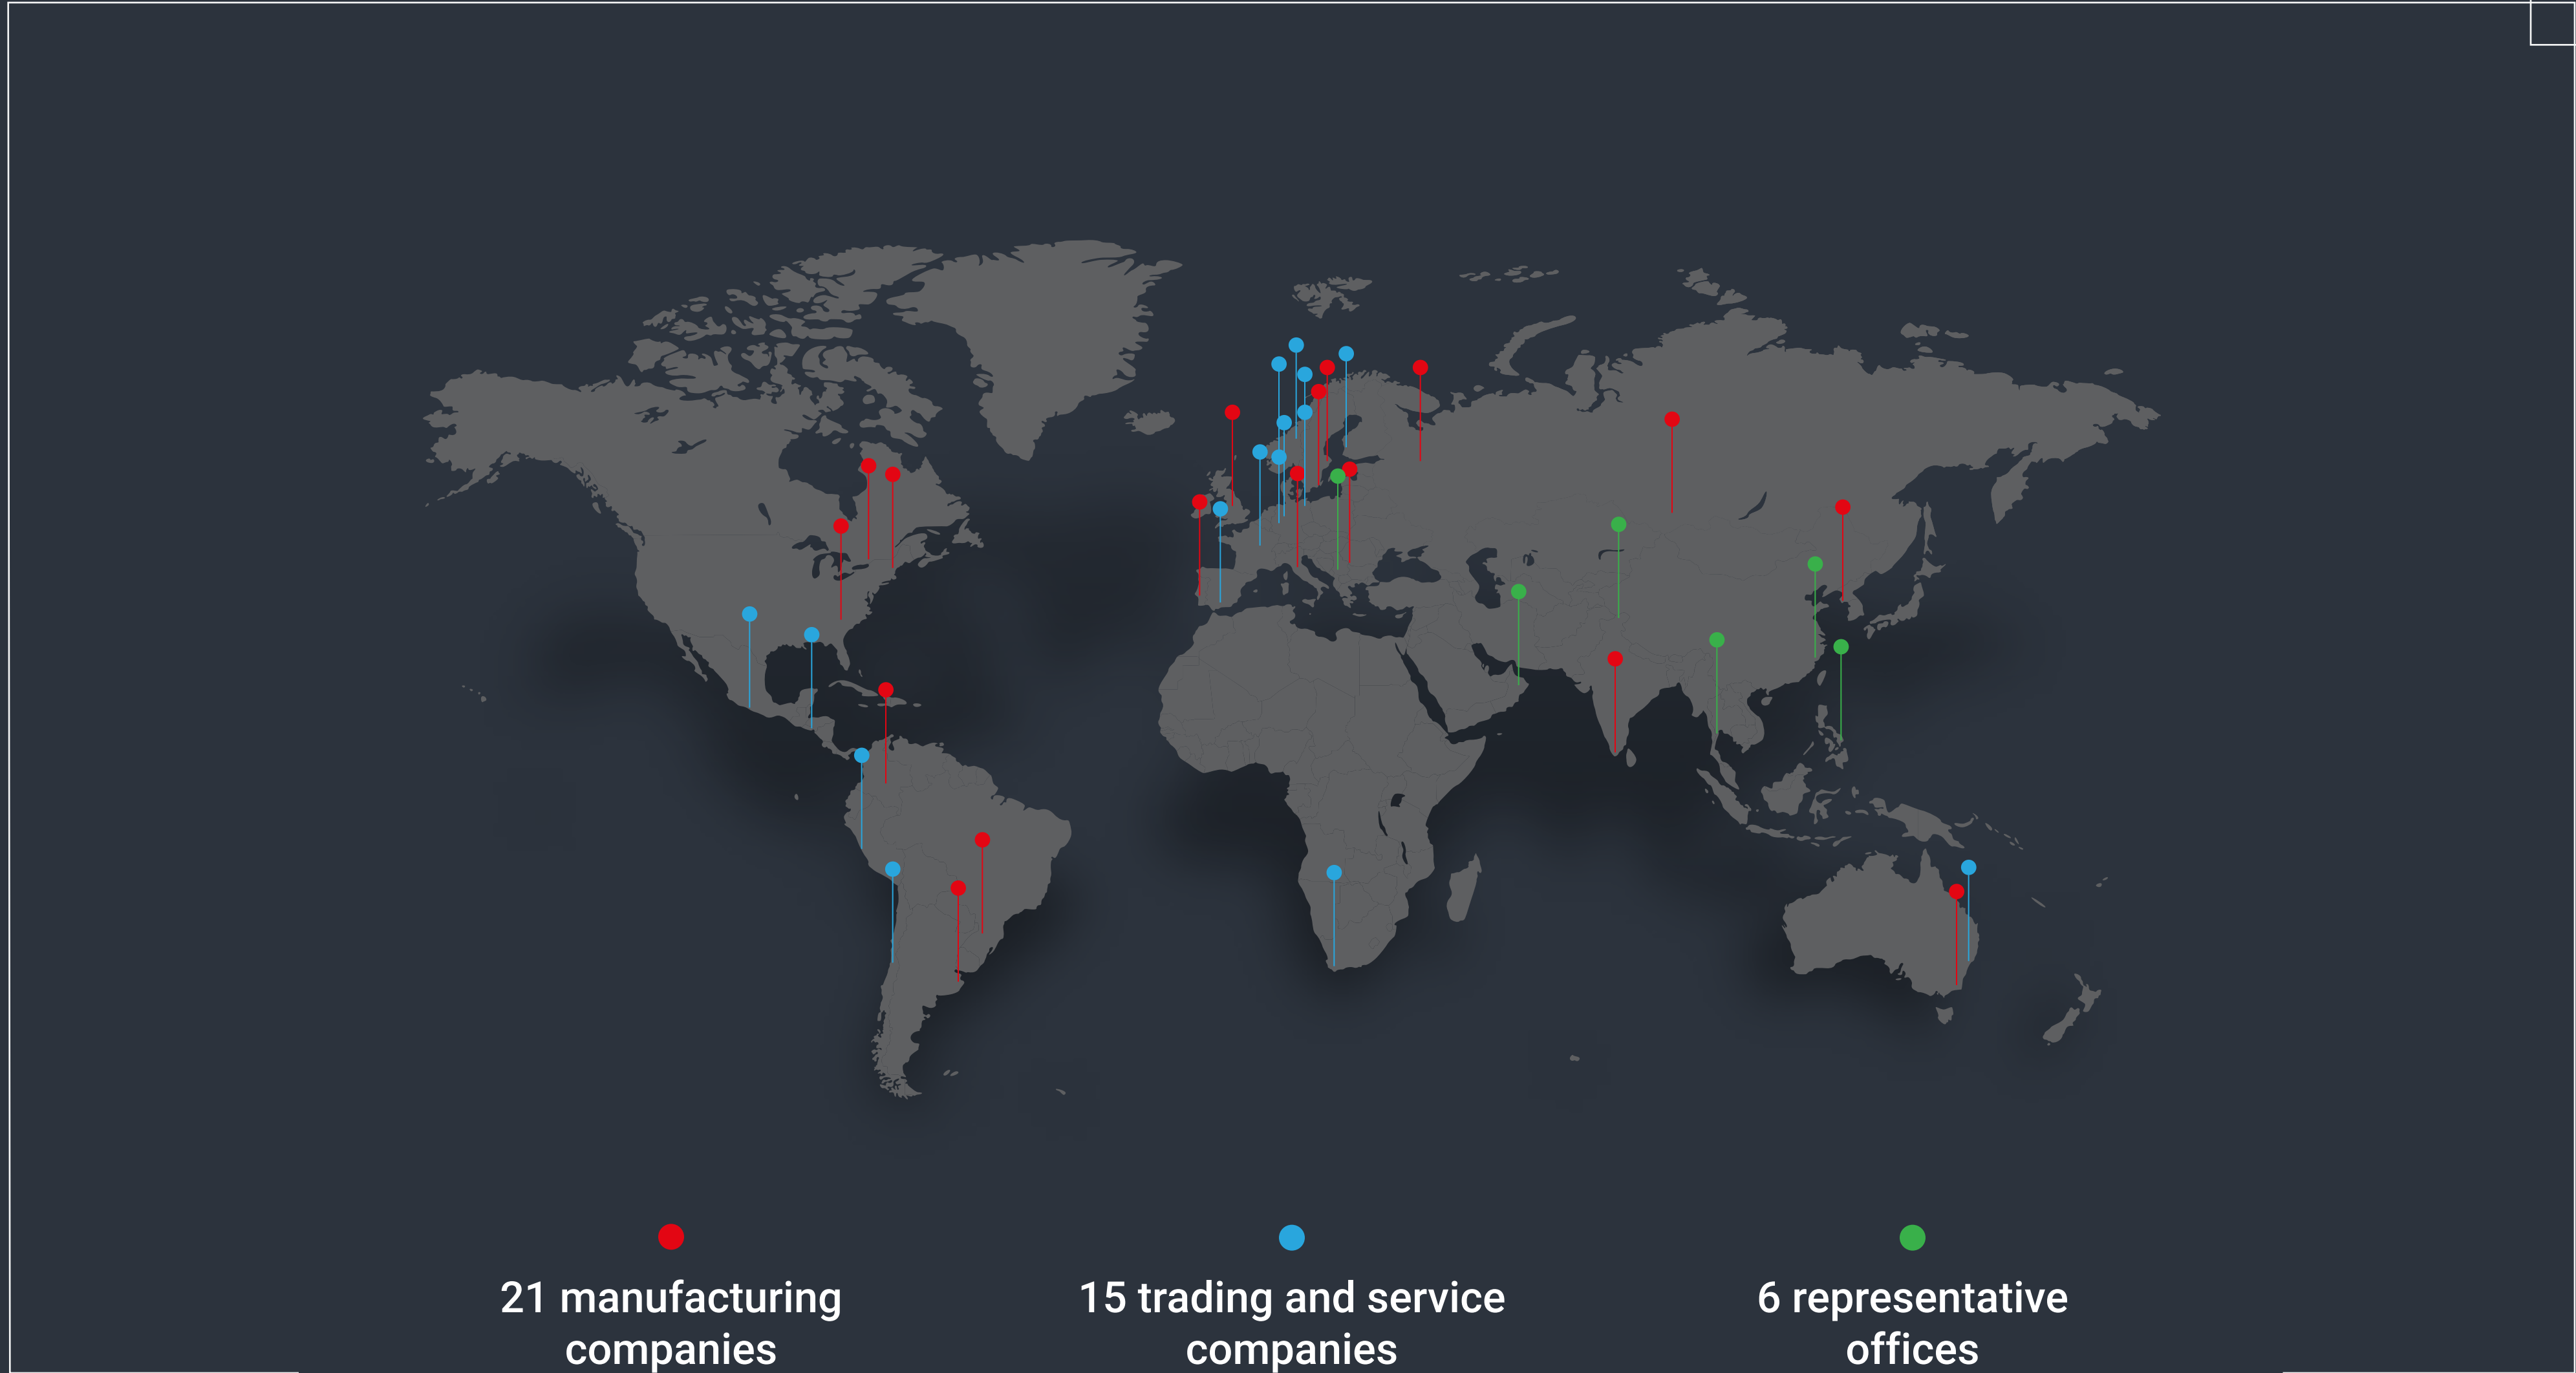 21 manufacturing
companies
15 trading and service
companies
6 representative
offices